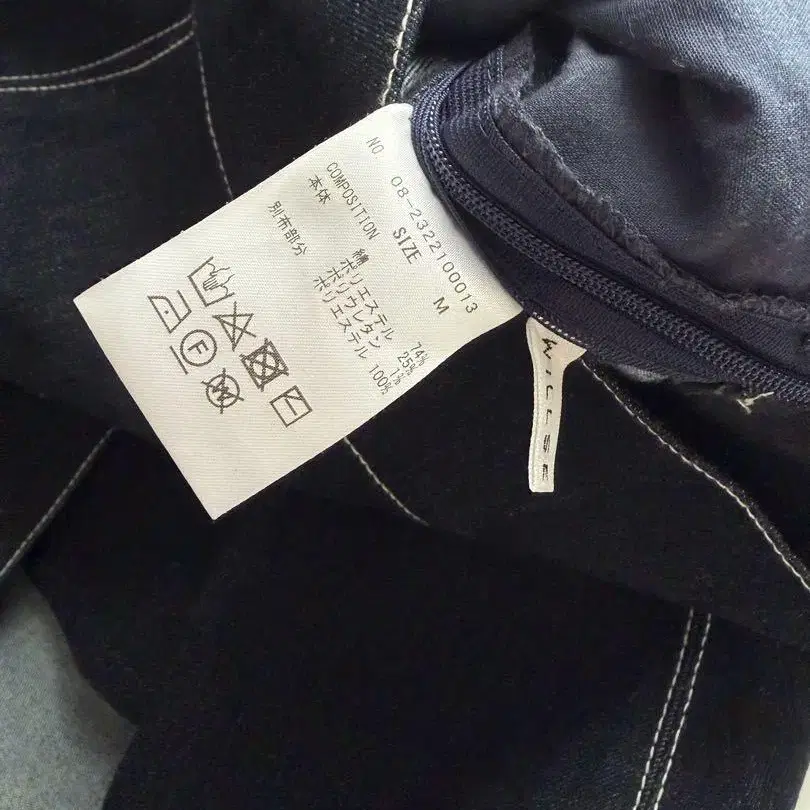 NO 08-2322100013
SIZE M
COMPOSITION
本体 綿 74%
ポリエステル 25%
ポリウレタン 1%
別布部分 ポリエステル 100%
F
W